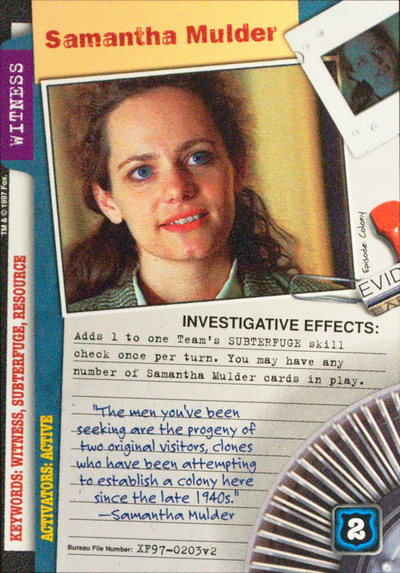 Samantha Mulder
WITNESS
TM & © 1997 Fox.
KEYWORDS: WITNESS, SUBTERFUGE, RESOURCE
ACTIVATORS: ACTIVE
Episode: Colony
EVID
INVESTIGATIVE EFFECTS:
Adds 1 to one Team's SUBTERFUGE skill
check once per turn. You may have any
number of Samantha Mulder cards in play.
"The men you've been
seeking are the progeny of
two original visitors, clones
who have been attempting
to establish a colony here
since the late 1940s."
—Samantha Mulder
2
Bureau File Number: XF97-0203v2